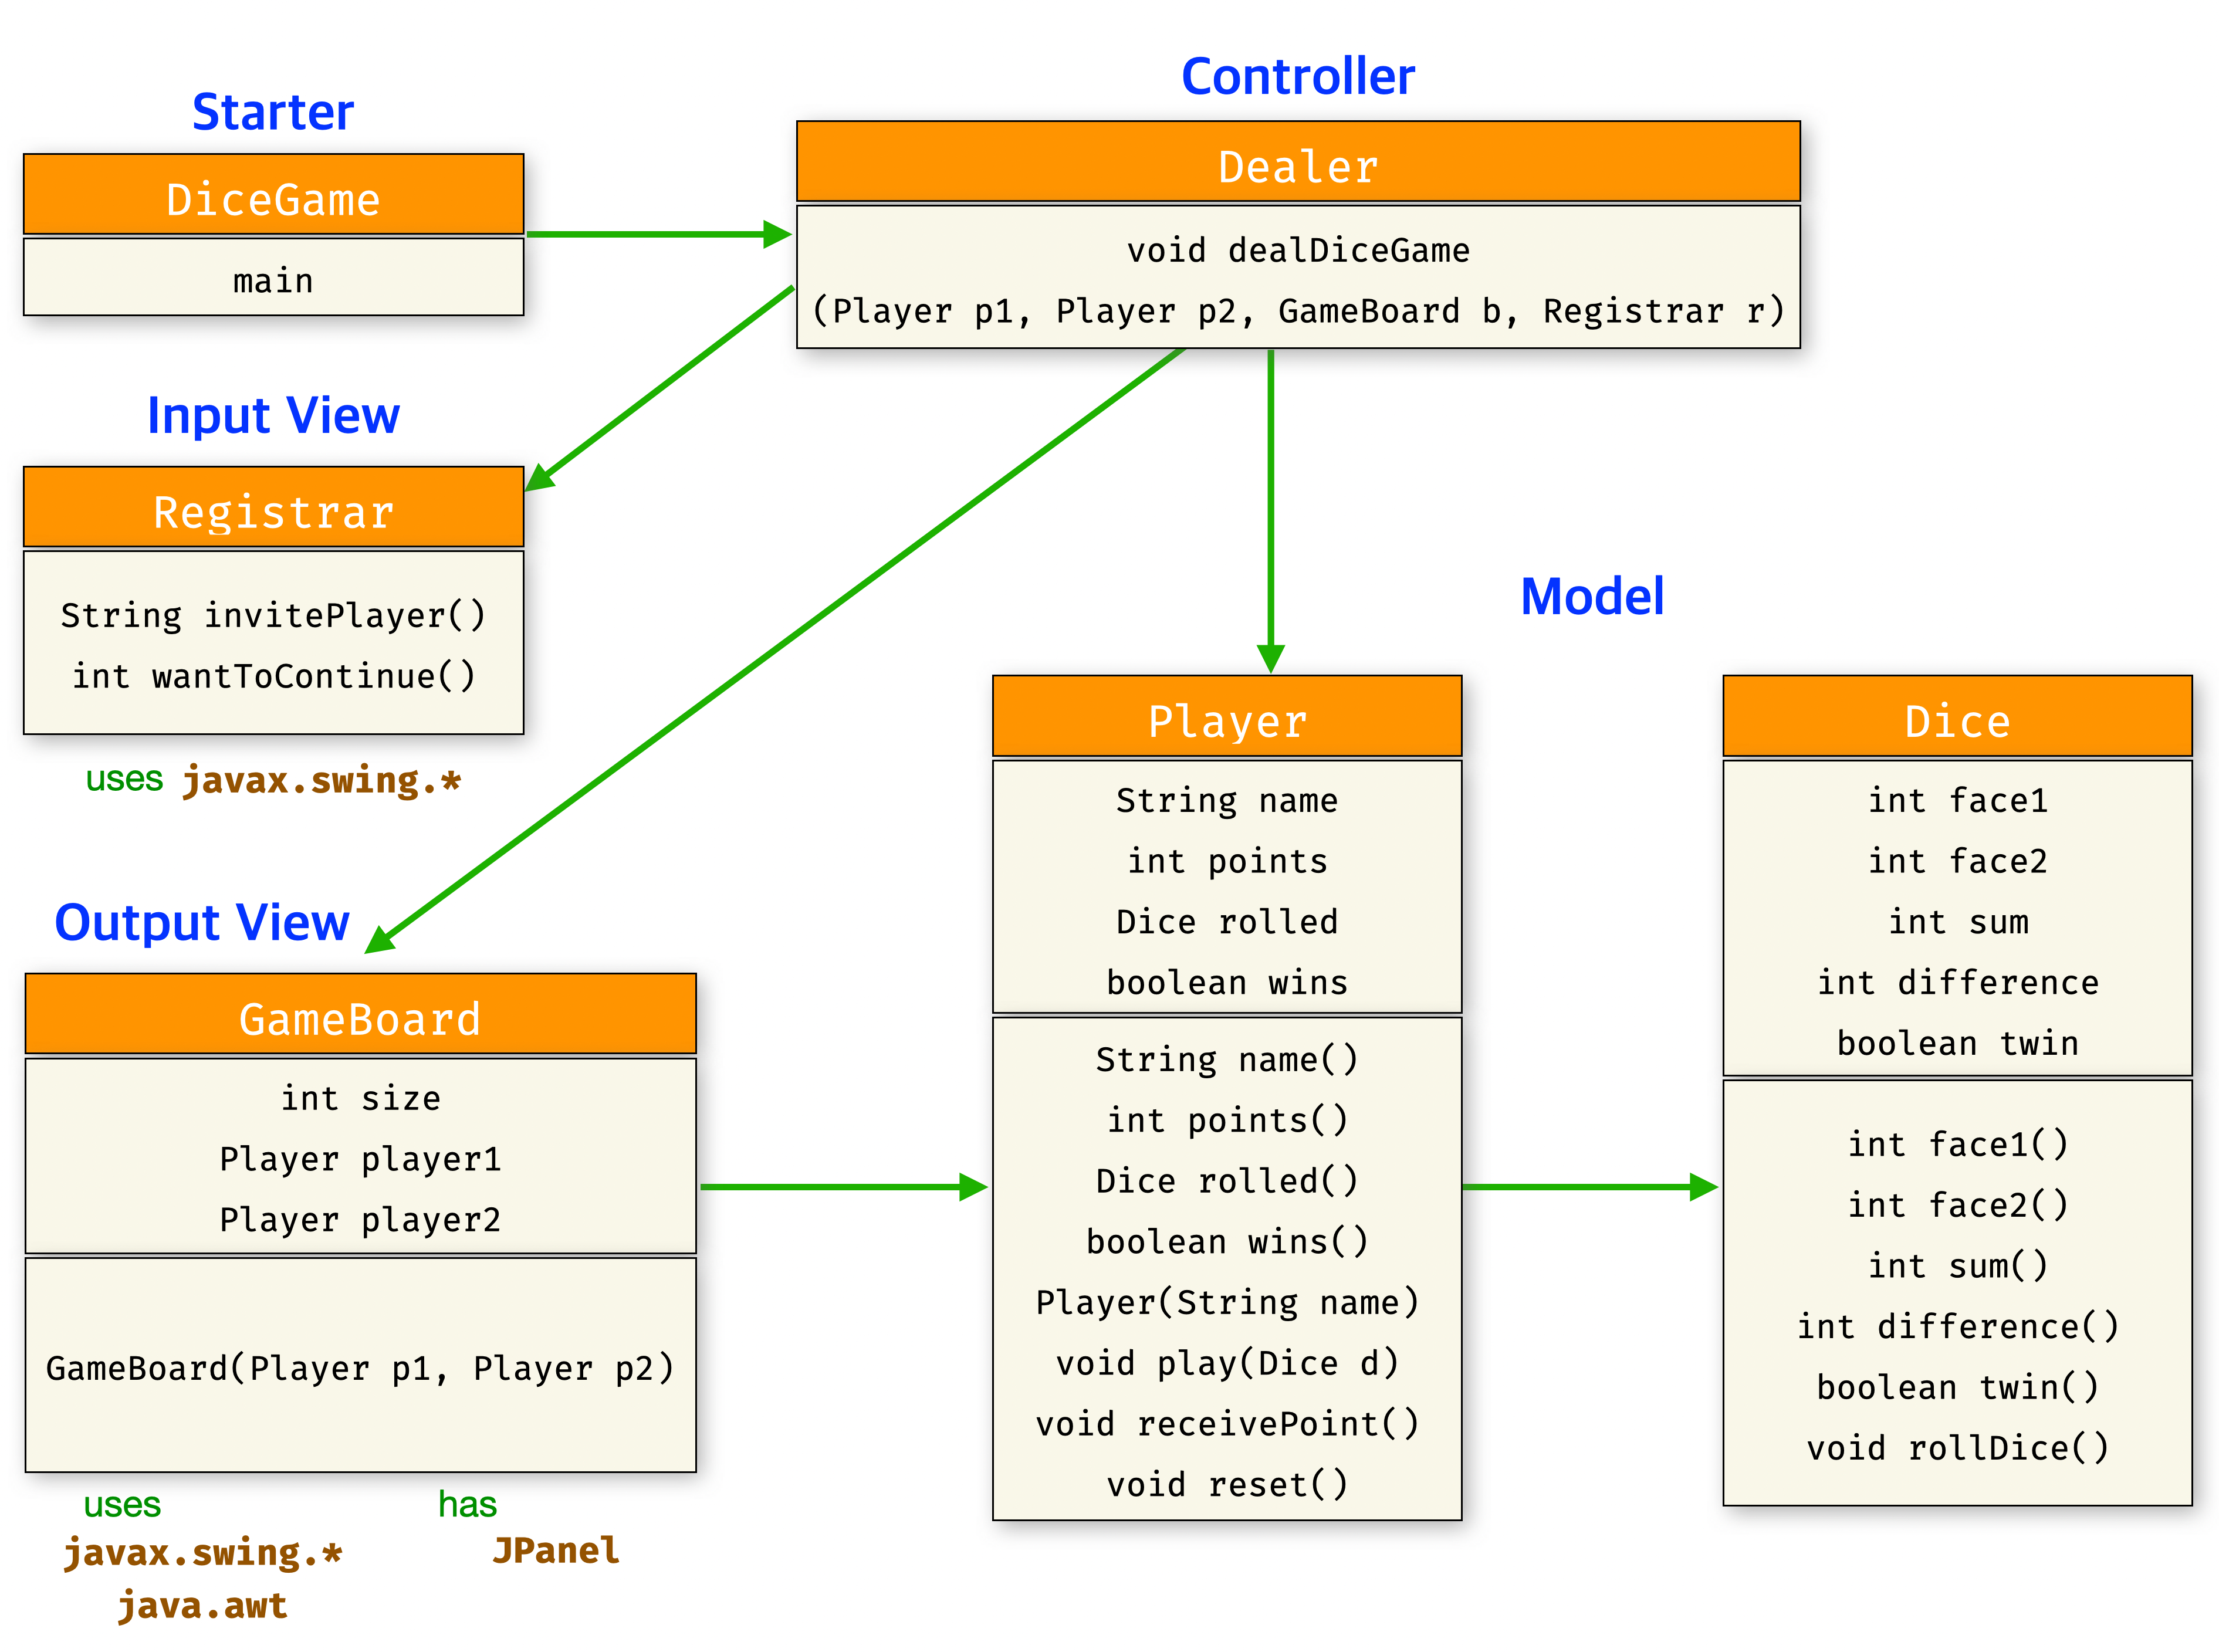 Starter
DiceGame
main
Controller
Dealer
void dealDiceGame
(Player p1, Player p2, GameBoard b, Registrar r)
Input View
Registrar
String invitePlayer()
int wantToContinue()
uses javax.swing.*
Output View
GameBoard
int size
Player player1
Player player2
GameBoard(Player p1, Player p2)
uses
javax.swing.*
java.awt
has
JPanel
Model
Player
String name
int points
Dice rolled
boolean wins
String name()
int points()
Dice rolled()
boolean wins()
Player(String name)
void play(Dice d)
void receivePoint()
void reset()
Dice
int face1
int face2
int sum
int difference
boolean twin
int face1()
int face2()
int sum()
int difference()
boolean twin()
void rollDice()